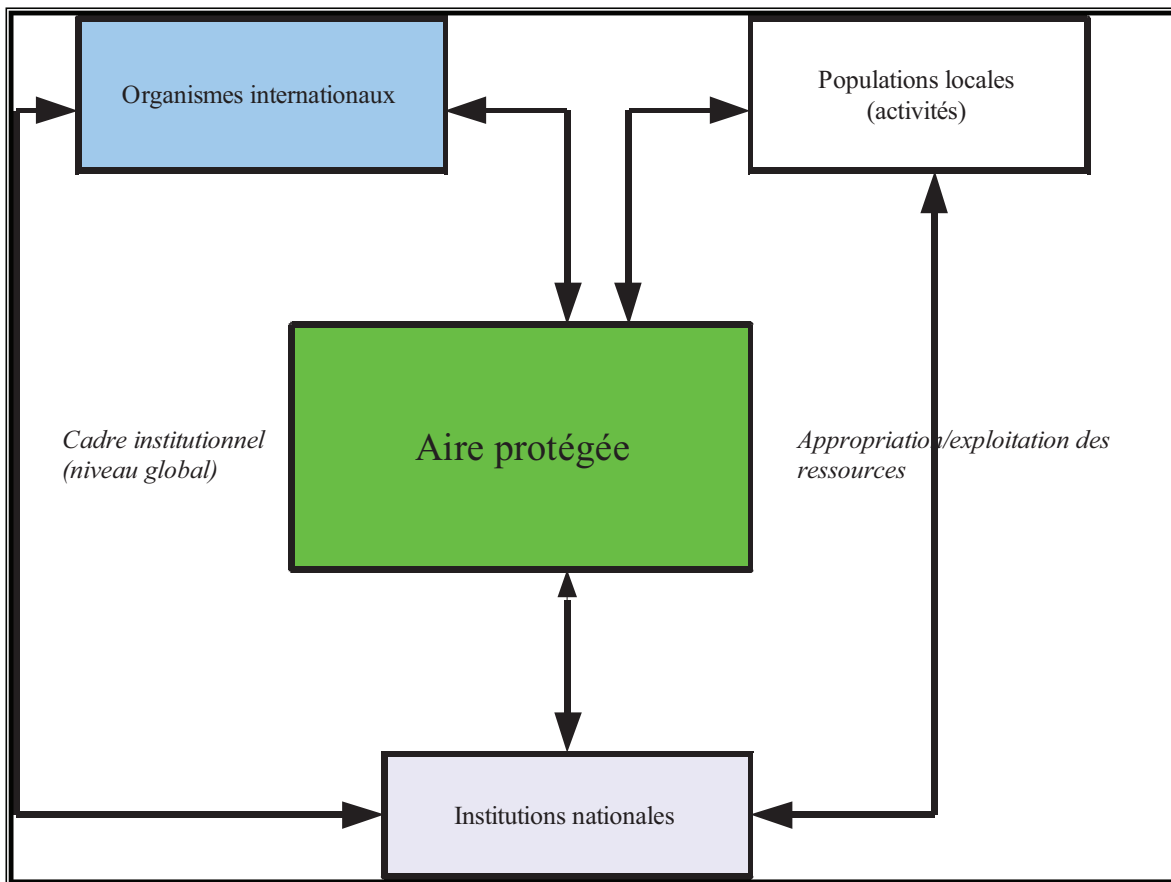 Organismes internationaux
Populations locales
(activités)
Aire protégée
Cadre institutionnel
(niveau global)
Appropriation/exploitation des
ressources
Institutions nationales